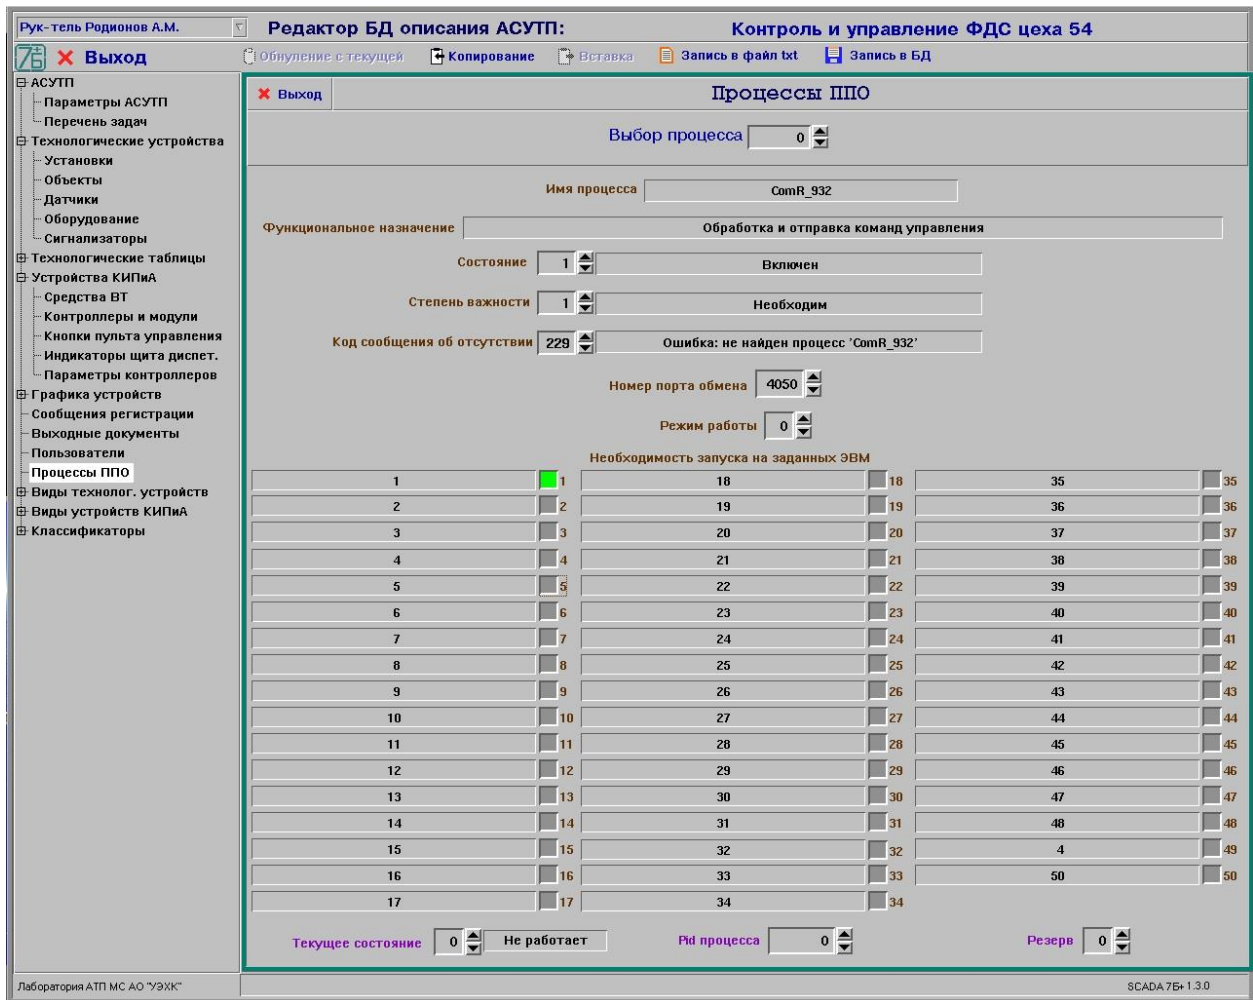 Рук-тель Родионов А.М. Редактор БД описания АСУТП: Контроль и управление ФДС цеха 54
7Б Выход Обнуление с текущей Копирование Вставка Запись в файл txt Запись в БД
АСУТП
Параметры АСУТП
Перечень задач
Технологические устройства
Установки
Объекты
Датчики
Оборудование
Сигнализаторы
Технологические таблицы
Устройства КИПиА
Средства ВТ
Контроллеры и модули
Кнопки пульта управления
Индикаторы щита диспет.
Параметры контроллеров
Графика устройств
Сообщения регистрации
Выходные документы
Пользователи
Процессы ППО
Виды технолог. устройств
Виды устройств КИПиА
Классификаторы
Выход Процессы ППО
Выбор процесса 0
Имя процесса ComR_932
Функциональное назначение Обработка и отправка команд управления
Состояние 1 Включен
Степень важности 1 Необходим
Код сообщения об отсутствии 229 Ошибка: не найден процесс 'ComR_932'
Номер порта обмена 4050
Режим работы 0
Необходимость запуска на заданных ЭВМ
1 1 18 18 35 35
2 2 19 19 36 36
3 3 20 20 37 37
4 4 21 21 38 38
5 5 22 22 39 39
6 6 23 23 40 40
7 7 24 24 41 41
8 8 25 25 42 42
9 9 26 26 43 43
10 10 27 27 44 44
11 11 28 28 45 45
12 12 29 29 46 46
13 13 30 30 47 47
14 14 31 31 48 48
15 15 32 32 4 49
16 16 33 33 50 50
17 17 34 34
Текущее состояние 0 Не работает Pid процесса 0 Резерв 0
Лаборатория АТП МС АО "УЭХК" SCADA 7Б+ 1.3.0